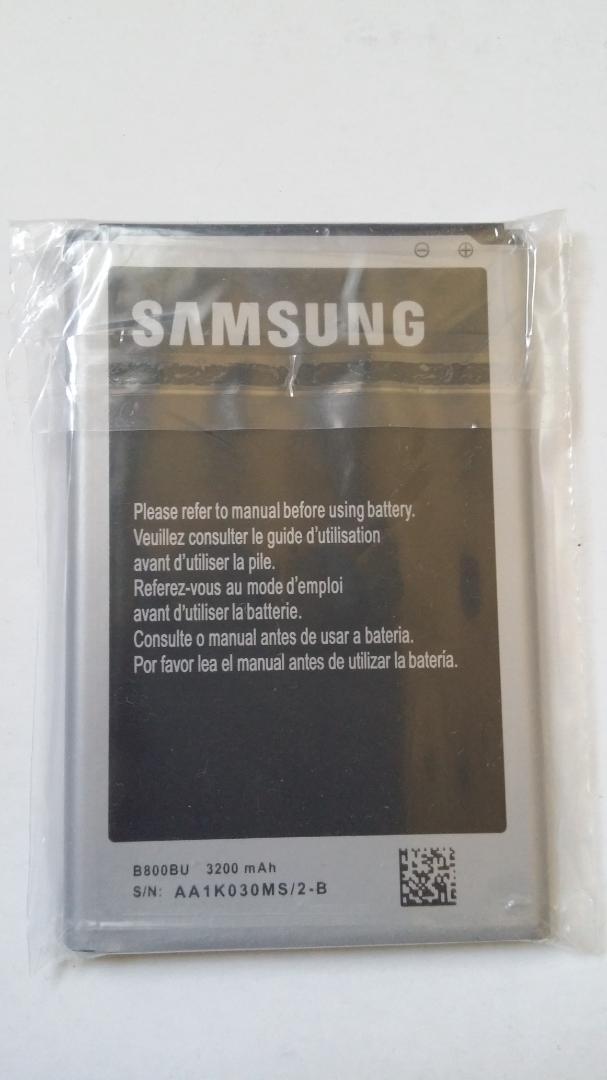 SAMSUNG
Please refer to manual before using battery.
Veuillez consulter le guide d'utilisation
avant d'utiliser la pile.
Referez-vous au mode d'emploi
avant d'utiliser la batterie.
Consulte o manual antes de usar a bateria.
Por favor lea el manual antes de utilizar la batería.
B800BU 3200 mAh
S/N: AA1K030MS/2-B